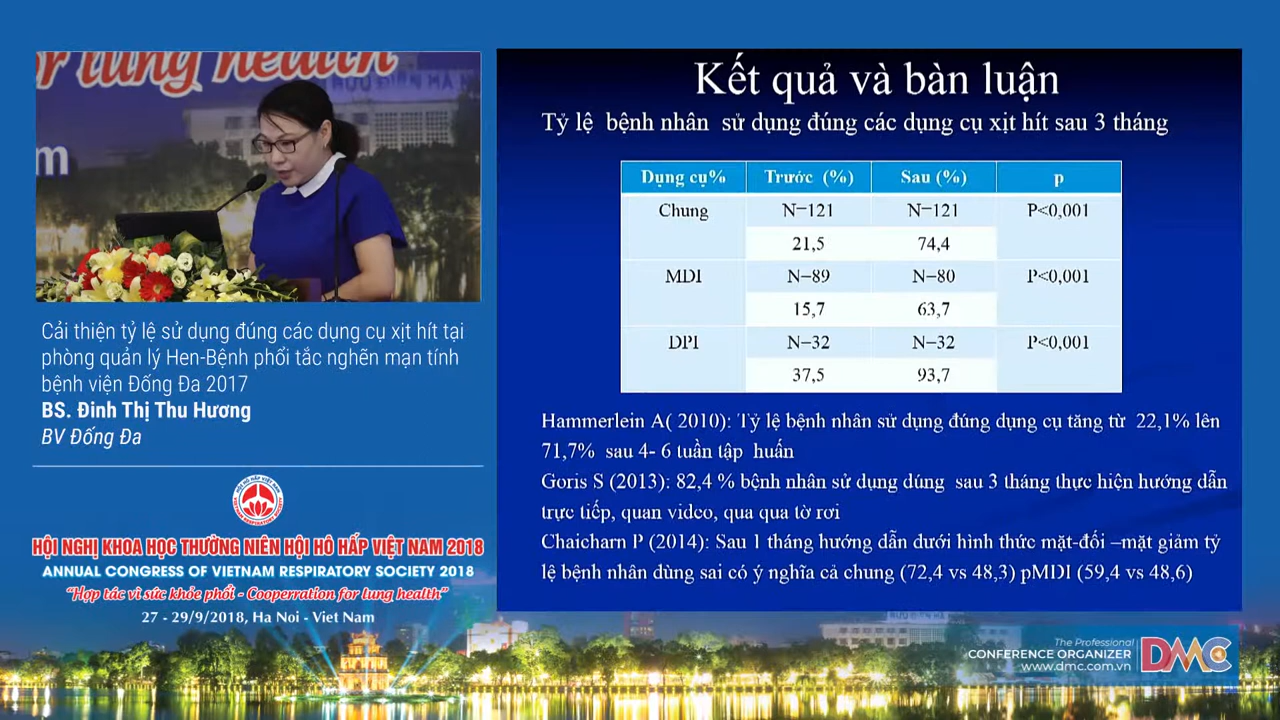 or lung health
m
Cải thiện tỷ lệ sử dụng đúng các dụng cụ xịt hít tại
phòng quản lý Hen-Bệnh phổi tắc nghẽn mạn tính
bệnh viện Đống Đa 2017
BS. Đinh Thị Thu Hương
BV Đống Đa
HỘI NGHỊ KHOA HỌC THƯỜNG NIÊN HỘI HÔ HẤP VIỆT NAM 2018
ANNUAL CONGRESS OF VIETNAM RESPIRATORY SOCIETY 2018
“Hợp tác vì sức khỏe phổi - Cooperration for lung health”
27 - 29/9/2018, Ha Noi - Viet Nam
Kết quả và bàn luận
Tỷ lệ bệnh nhân sử dụng đúng các dụng cụ xịt hít sau 3 tháng
Dụng cụ% Trước (%) Sau (%) p
Chung N=121 N=121 P<0,001
21,5 74,4
MDI N=89 N=80 P<0,001
15,7 63,7
DPI N=32 N=32 P<0,001
37,5 93,7
Hammerlein A( 2010): Tỷ lệ bệnh nhân sử dụng đúng dụng cụ tăng từ 22,1% lên
71,7% sau 4- 6 tuần tập huấn
Goris S (2013): 82,4 % bệnh nhân sử dụng dúng sau 3 tháng thực hiện hướng dẫn
trực tiếp, quan video, qua qua tờ rơi
Chaicharn P (2014): Sau 1 tháng hướng dẫn dưới hình thức mặt-đối –mặt giảm tỷ
lệ bệnh nhân dùng sai có ý nghĩa cả chung (72,4 vs 48,3) pMDI (59,4 vs 48,6)
The Professional
CONFERENCE ORGANIZER
www.dmc.com.vn
DMC